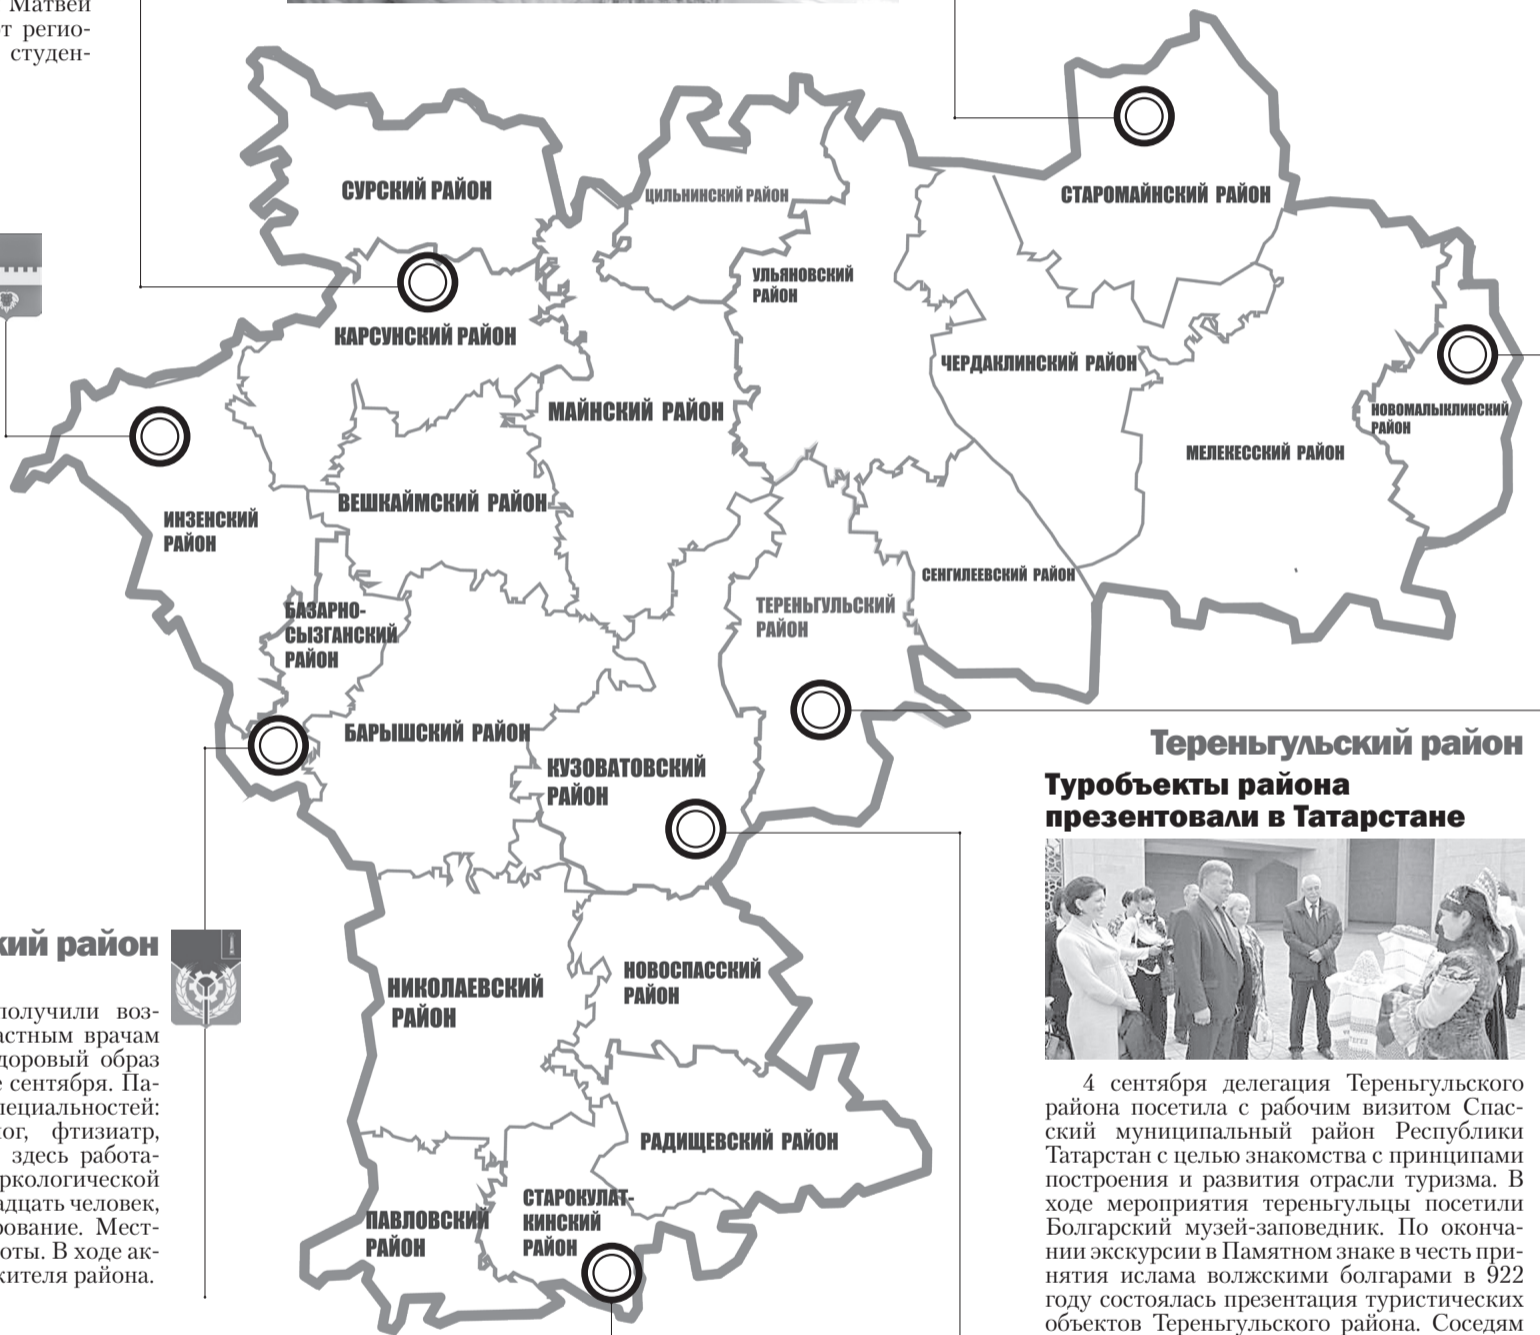 Матвей
от регио-
студен-
СУРСКИЙ РАЙОН
ЦИЛЬНИНСКИЙ РАЙОН
СТАРОМАЙНСКИЙ РАЙОН
УЛЬЯНОВСКИЙ
РАЙОН
КАРСУНСКИЙ РАЙОН
ЧЕРДАКЛИНСКИЙ РАЙОН
МАЙНСКИЙ РАЙОН
НОВОМАЛЫКЛИНСКИЙ
РАЙОН
МЕЛЕКЕССКИЙ РАЙОН
ВЕШКАЙМСКИЙ РАЙОН
ИНЗЕНСКИЙ
РАЙОН
СЕНГИЛЕЕВСКИЙ РАЙОН
БАЗАРНО-
СЫЗГАНСКИЙ
РАЙОН
ТЕРЕНЬГУЛЬСКИЙ
РАЙОН
БАРЫШСКИЙ РАЙОН
КУЗОВАТОВСКИЙ
РАЙОН
НИКОЛАЕВСКИЙ
РАЙОН
НОВОСПАССКИЙ
РАЙОН
РАДИЩЕВСКИЙ РАЙОН
ПАВЛОВСКИЙ
РАЙОН
СТАРОКУЛАТ-
КИНСКИЙ
РАЙОН
кий район
получили воз-
астным врачам
доровый образ
е сентября. Па-
пециальностей:
лог, фтизиатр,
здесь работа-
ркологической
адцать человек,
рование. Мест-
оты. В ходе ак-
жителя района.
Тереньгульский район
Туробъекты района
презентовали в Татарстане
4 сентября делегация Тереньгульского
района посетила с рабочим визитом Спас-
ский муниципальный район Республики
Татарстан с целью знакомства с принципами
построения и развития отрасли туризма. В
ходе мероприятия тереньгульцы посетили
Болгарский музей-заповедник. По оконча-
нии экскурсии в Памятном знаке в честь при-
нятия ислама волжскими болгарами в 922
году состоялась презентация туристических
объектов Тереньгульского района. Соседям